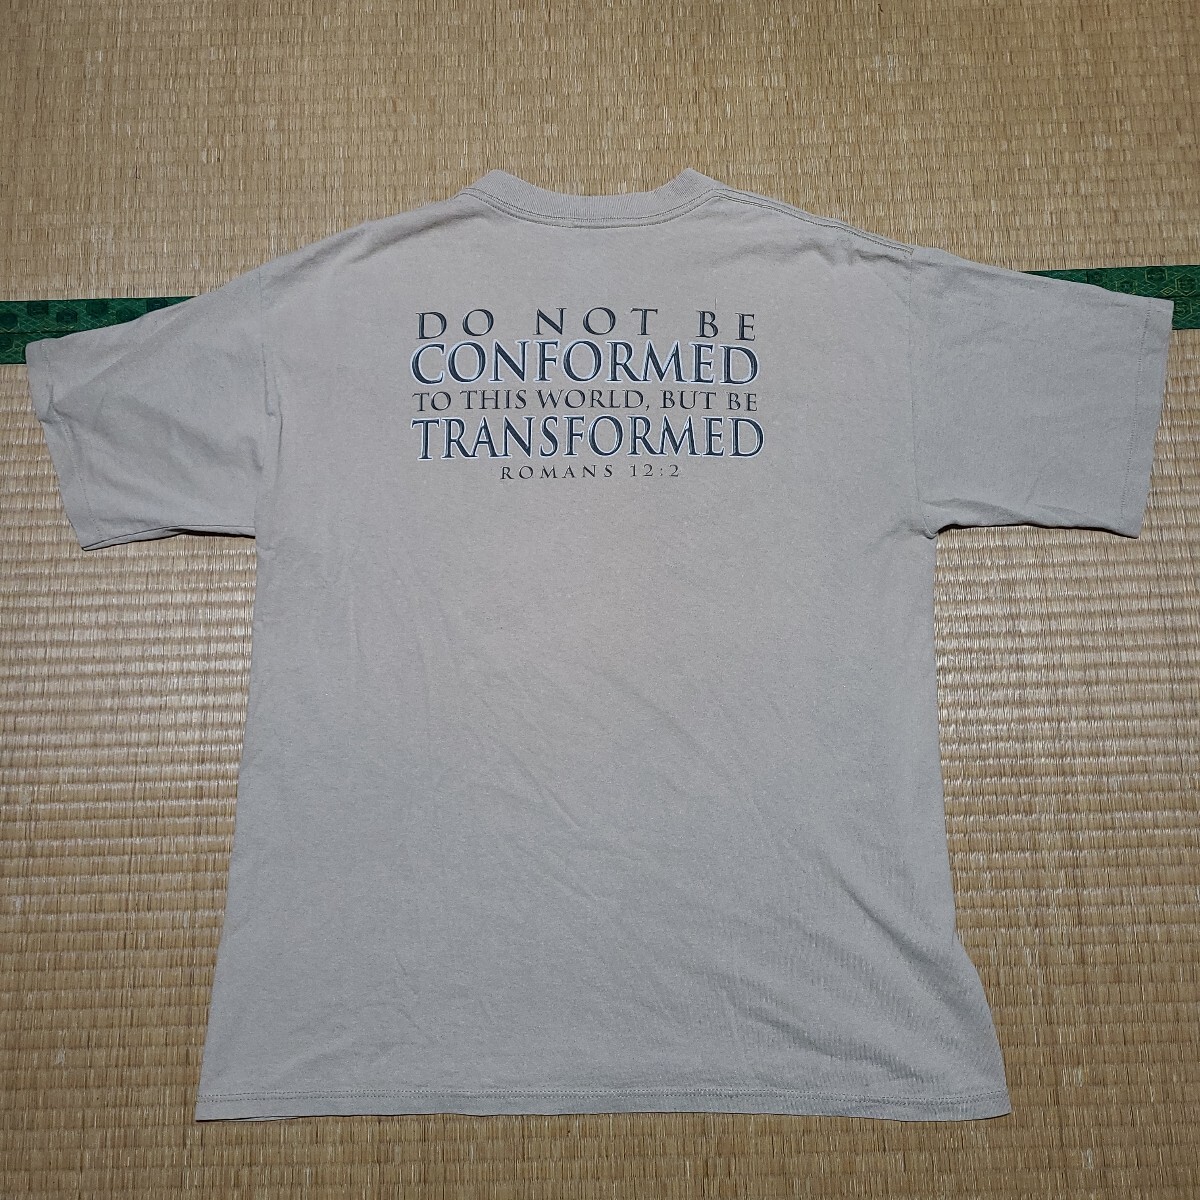 DO NOT BE
CONFORMED
TO THIS WORLD, BUT BE
TRANSFORMED
ROMANS 12:2